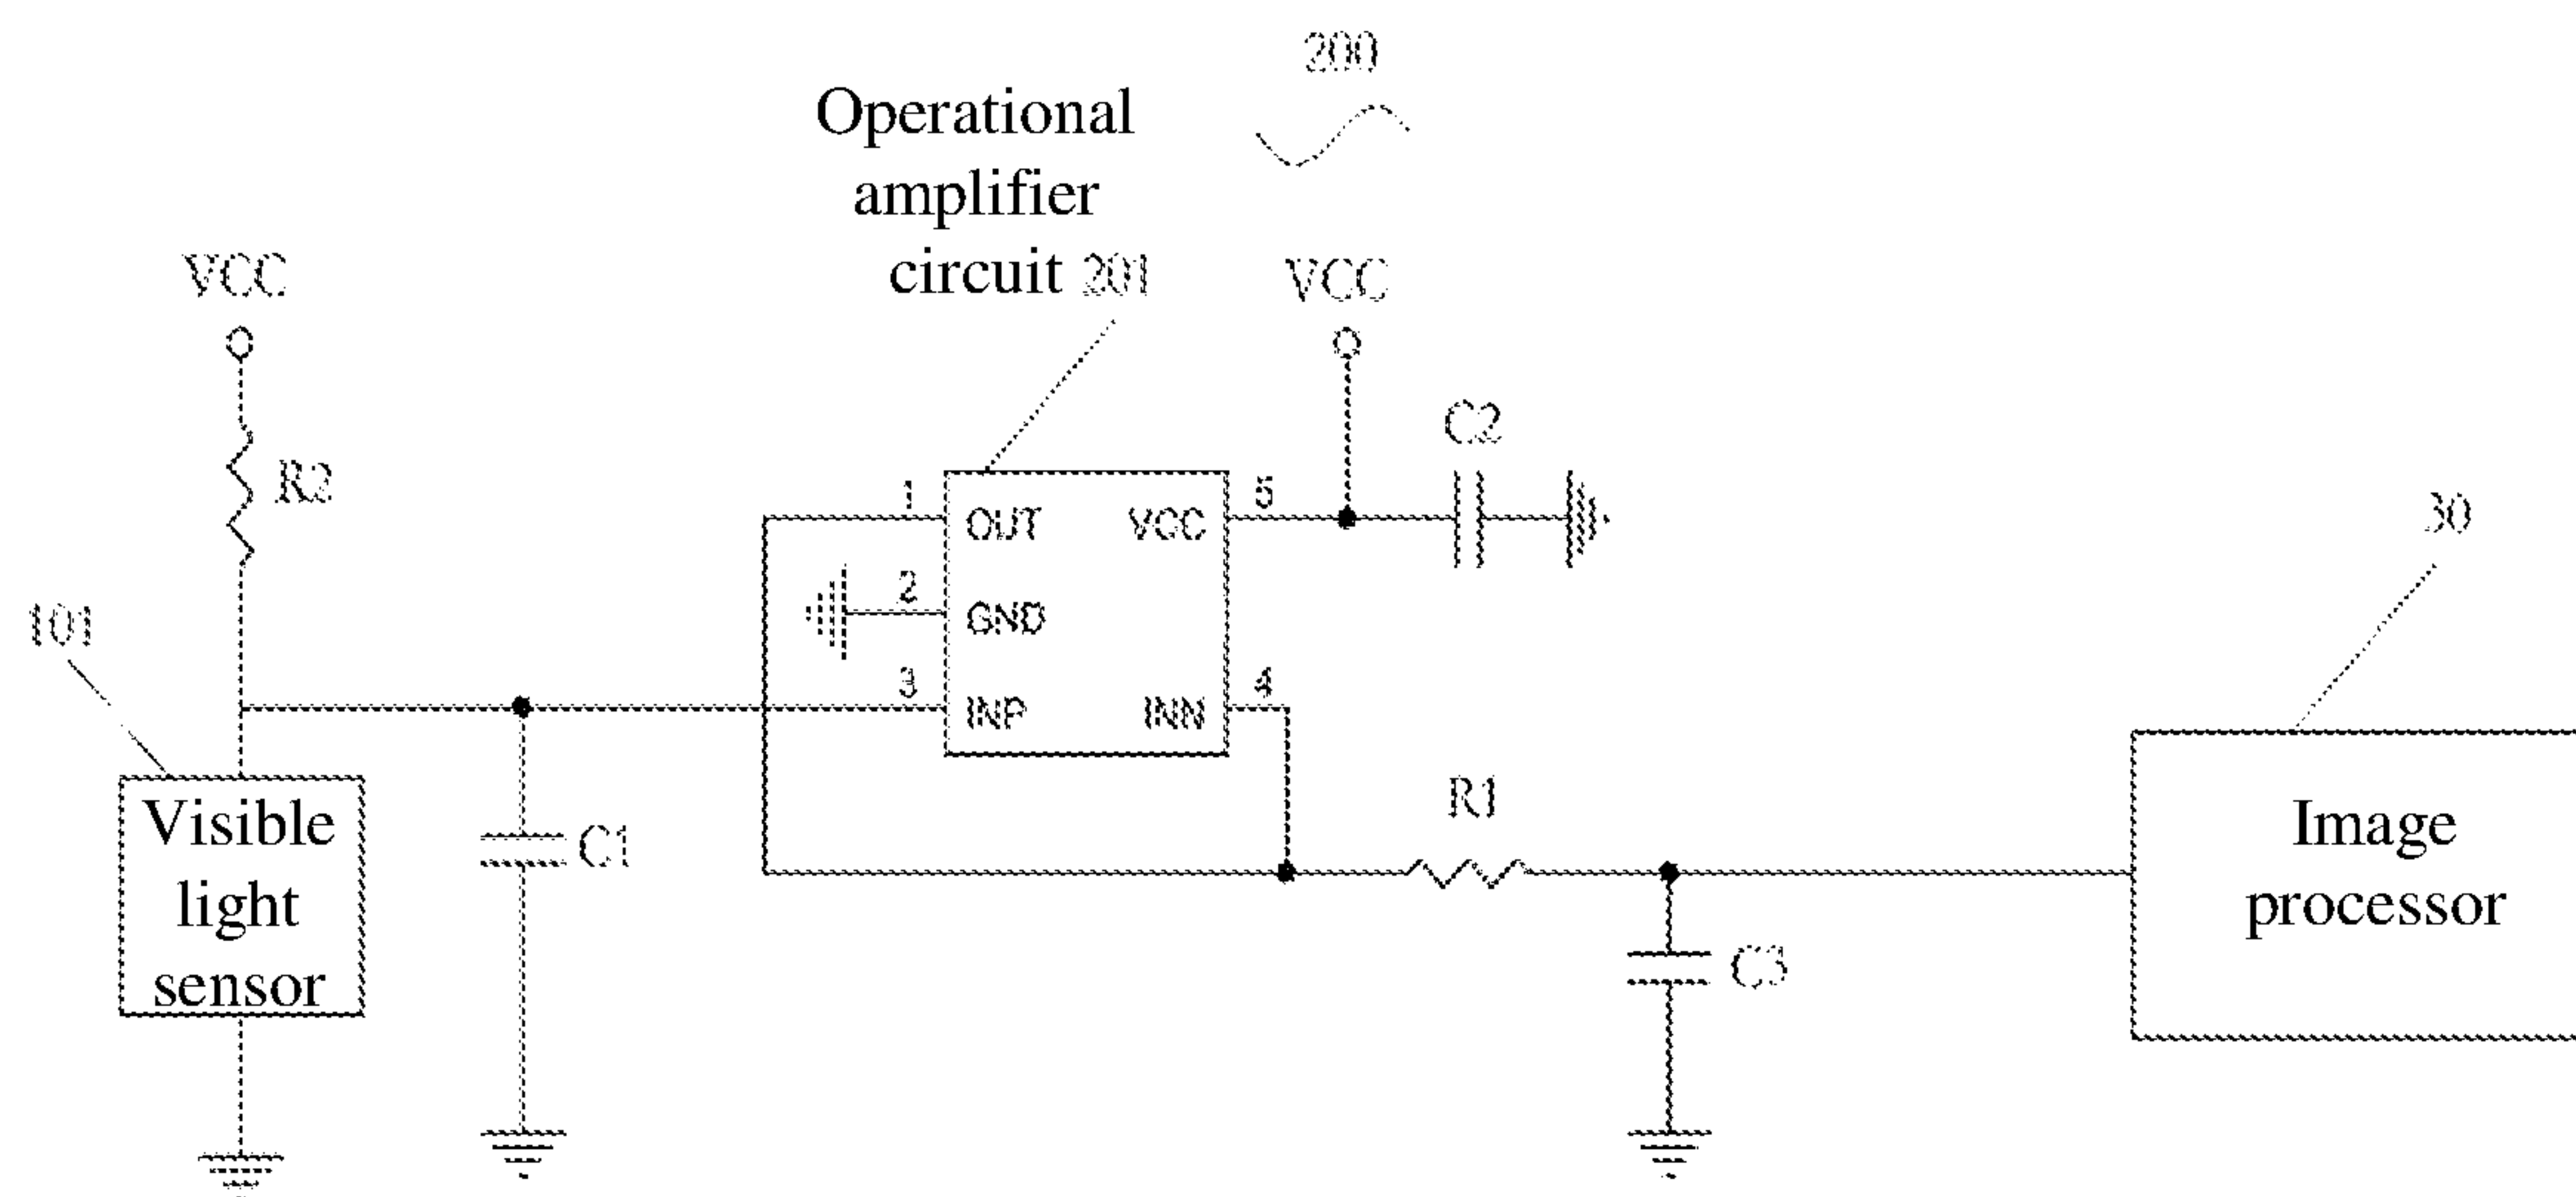 200
Operational
amplifier
circuit 201
VCC
VCC
C2
R2
1
5
OUT
VCC
30
2
GND
101
3
4
INP
INN
R1
Visible
light
sensor
C1
Image
processor
C3